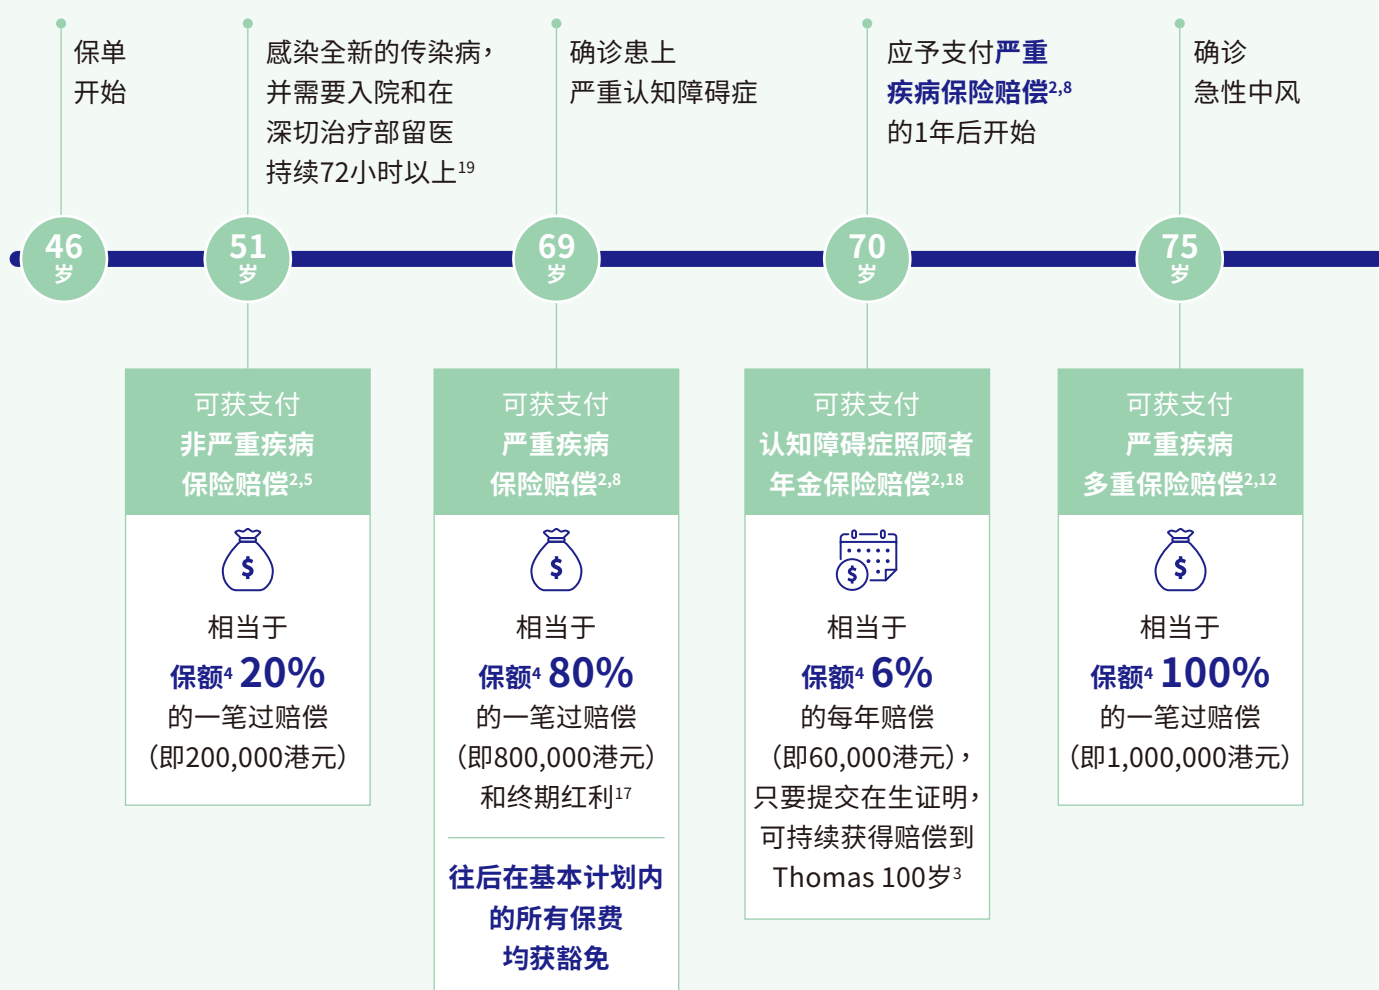 保单
开始
感染全新的传染病，
并需要入院和在
深切治疗部留医
持续72小时以上19
确诊患上
严重认知障碍症
应予支付严重
疾病保险赔偿2,8
的1年后开始
确诊
急性中风
46
岁
51
岁
69
岁
70
岁
75
岁
可获支付
非严重疾病
保险赔偿2,5
$
相当于
保额4 20%
的一笔过赔偿
（即200,000港元）
可获支付
严重疾病
保险赔偿2,8
$
相当于
保额4 80%
的一笔过赔偿
（即800,000港元）
和终期红利17
往后在基本计划内
的所有保费
均获豁免
可获支付
认知障碍症照顾者
年金保险赔偿2,18
$
相当于
保额4 6%
的每年赔偿
（即60,000港元），
只要提交在生证明，
可持续获得赔偿到
Thomas 100岁3
可获支付
严重疾病
多重保险赔偿2,12
$
相当于
保额4 100%
的一笔过赔偿
（即1,000,000港元）